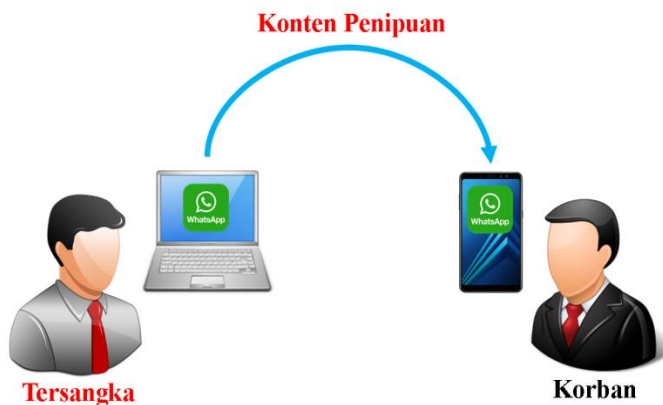 Konten Penipuan
WhatsApp
WhatsApp
Tersangka
Korban